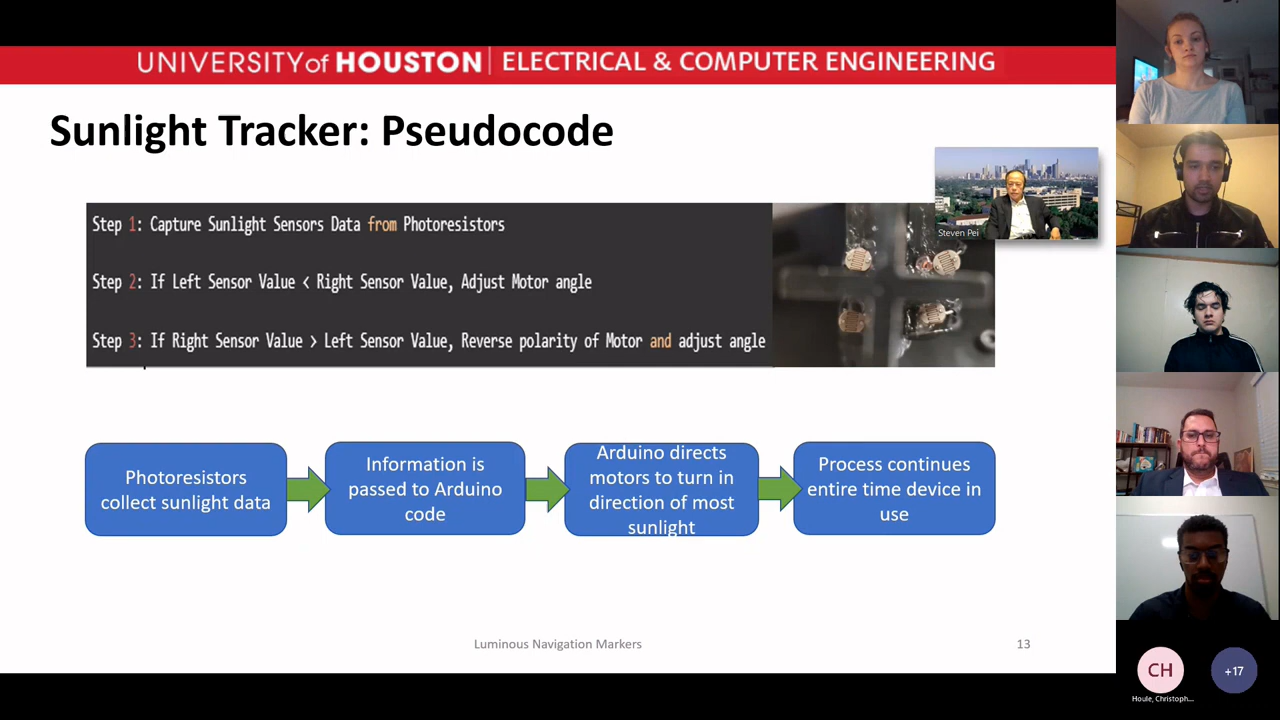 UNIVERSITY of HOUSTON | ELECTRICAL & COMPUTER ENGINEERING
Sunlight Tracker: Pseudocode
Step 1: Capture Sunlight Sensors Data from Photoresistors
Step 2: If Left Sensor Value < Right Sensor Value, Adjust Motor angle
Step 3: If Right Sensor Value > Left Sensor Value, Reverse polarity of Motor and adjust angle
Steven Pei
Photoresistors
collect sunlight data
Information is
passed to Arduino
code
Arduino directs
motors to turn in
direction of most
sunlight
Process continues
entire time device in
use
Luminous Navigation Markers
13
CH
+17
Houle, Christoph...